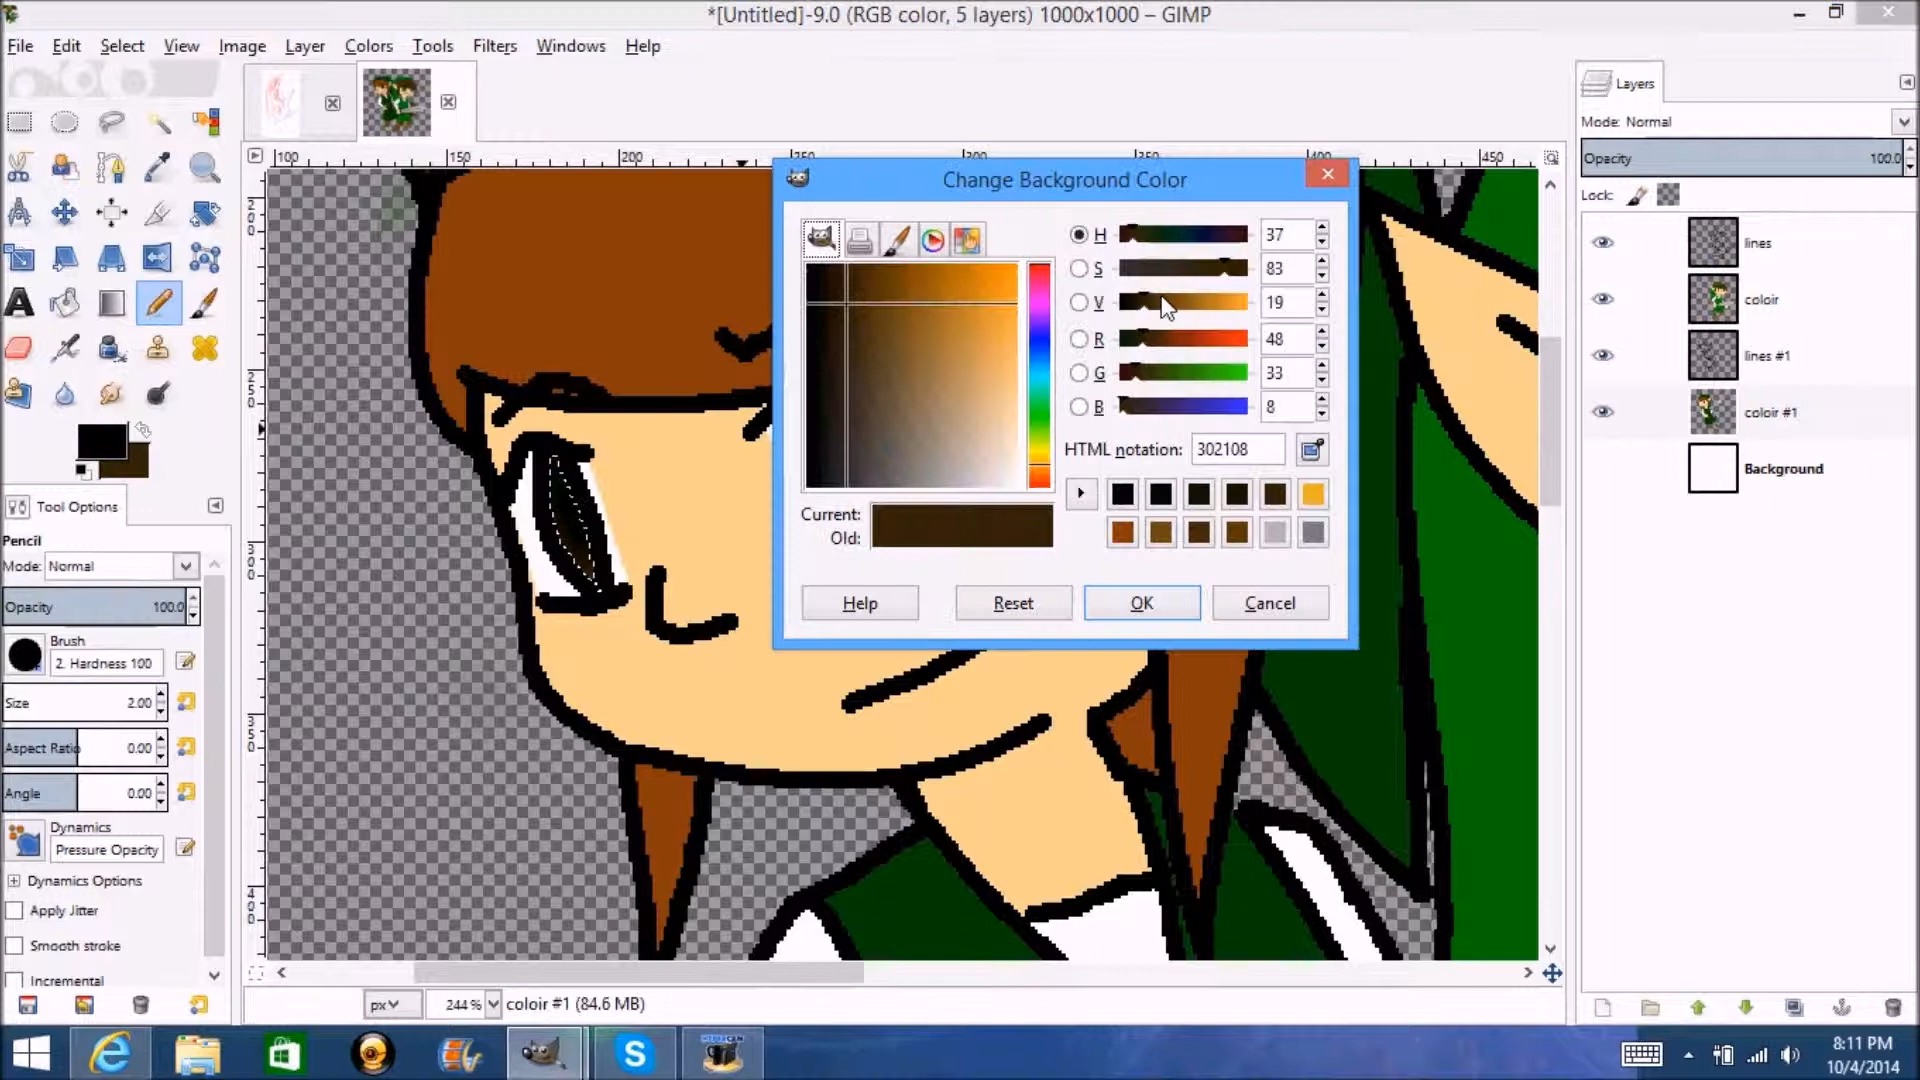 *[Untitled]-9.0 (RGB color, 5 layers) 1000x1000 – GIMP
File Edit Select View Image Layer Colors Tools Filters Windows Help
Layers
Mode: Normal
Opacity 100.0
Lock:
100 150 200 250 300 350 400 450
200
250
300
350
400
lines
coloir
lines #1
coloir #1
Background
Change Background Color
H 37
S 83
V 19
R 48
G 33
B 8
HTML notation: 302108
Current:
Old:
Help Reset OK Cancel
Tool Options
Pencil
Mode: Normal
Opacity 100.0
Brush
2. Hardness 100
Size 2.00
Aspect Ratio 0.00
Angle 0.00
Dynamics
Pressure Opacity
Dynamics Options
Apply Jitter
Smooth stroke
Incremental
px 244 % coloir #1 (84.6 MB)
8:11 PM
10/4/2014